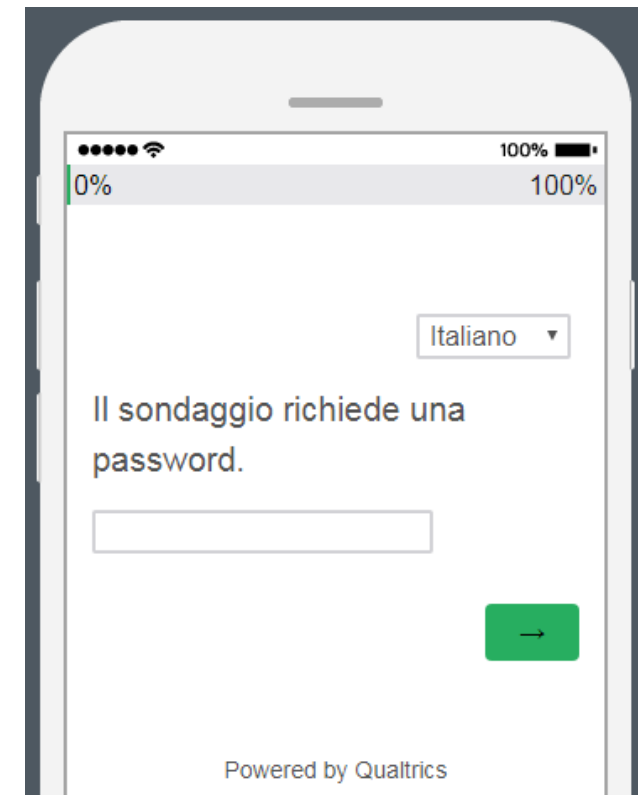 100%
0% 100%
Italiano
Il sondaggio richiede una
password.
→
Powered by Qualtrics